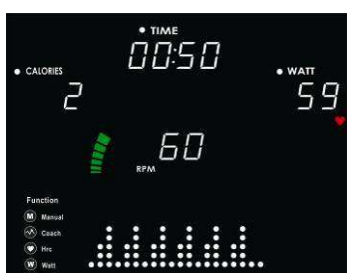 TIME
00:50
CALORIES
2
WATT
59
60
RPM
Function
M Manual
Coach
Hrc
W Watt